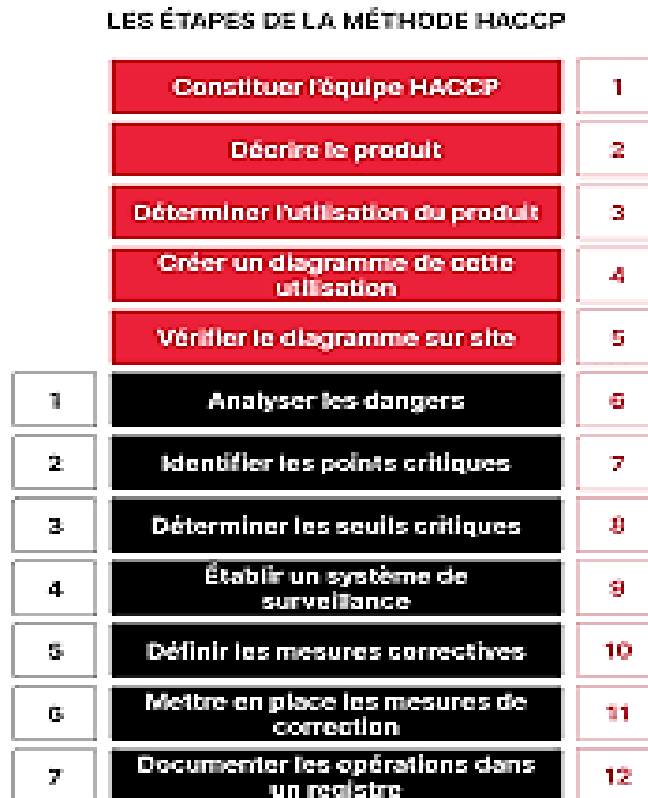 LES ÉTAPES DE LA MÉTHODE HACCP
Constituer l'équipe HACCP 1
Décrire le produit 2
Déterminer l'utilisation du produit 3
Créer un diagramme de cette
utilisation 4
Vérifier le diagramme sur site 5
1 Analyser les dangers 6
2 Identifier les points critiques 7
3 Déterminer les seuils critiques 8
4 Établir un système de
surveillance 9
5 Définir les mesures correctives 10
6 Mettre en place les mesures de
correction 11
7 Documenter les opérations dans
un registre 12